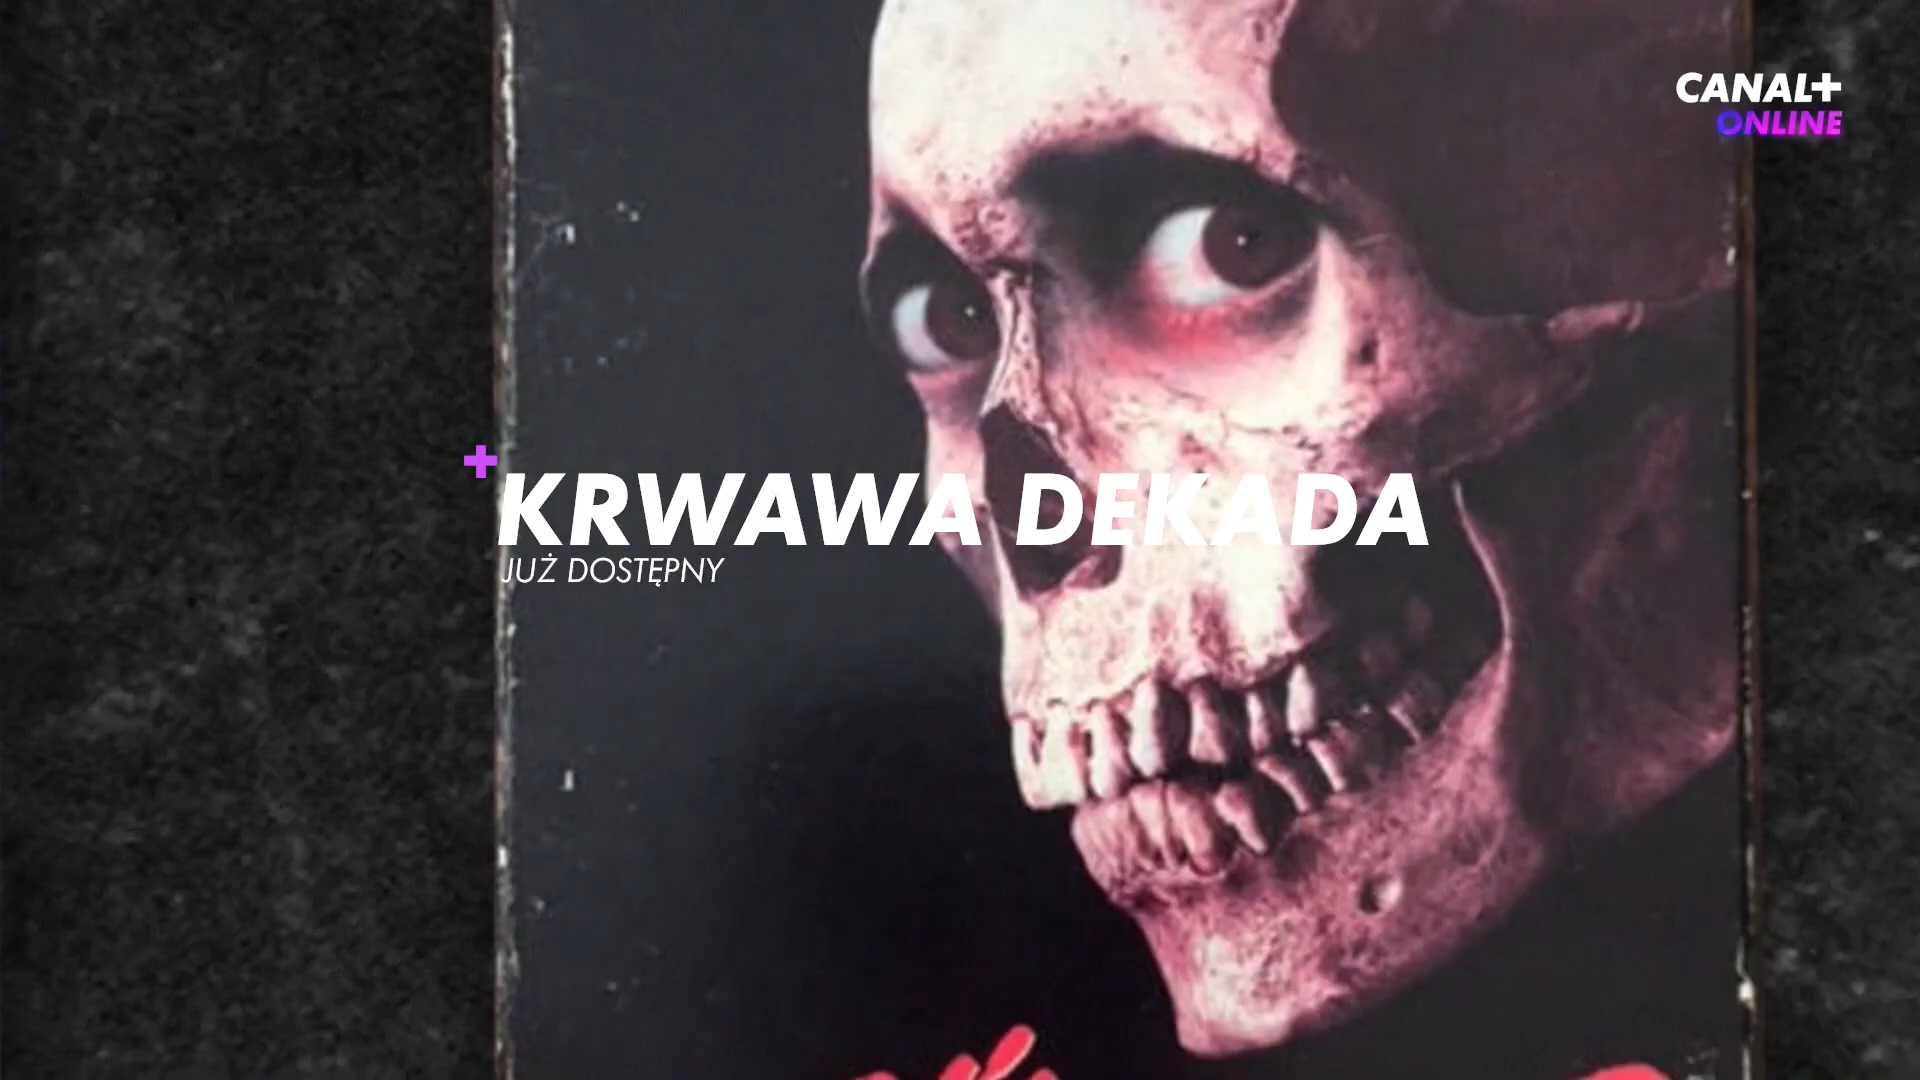 CANAL+
ONLINE
+
KRWAWA DEKADA
JUŻ DOSTĘPNY